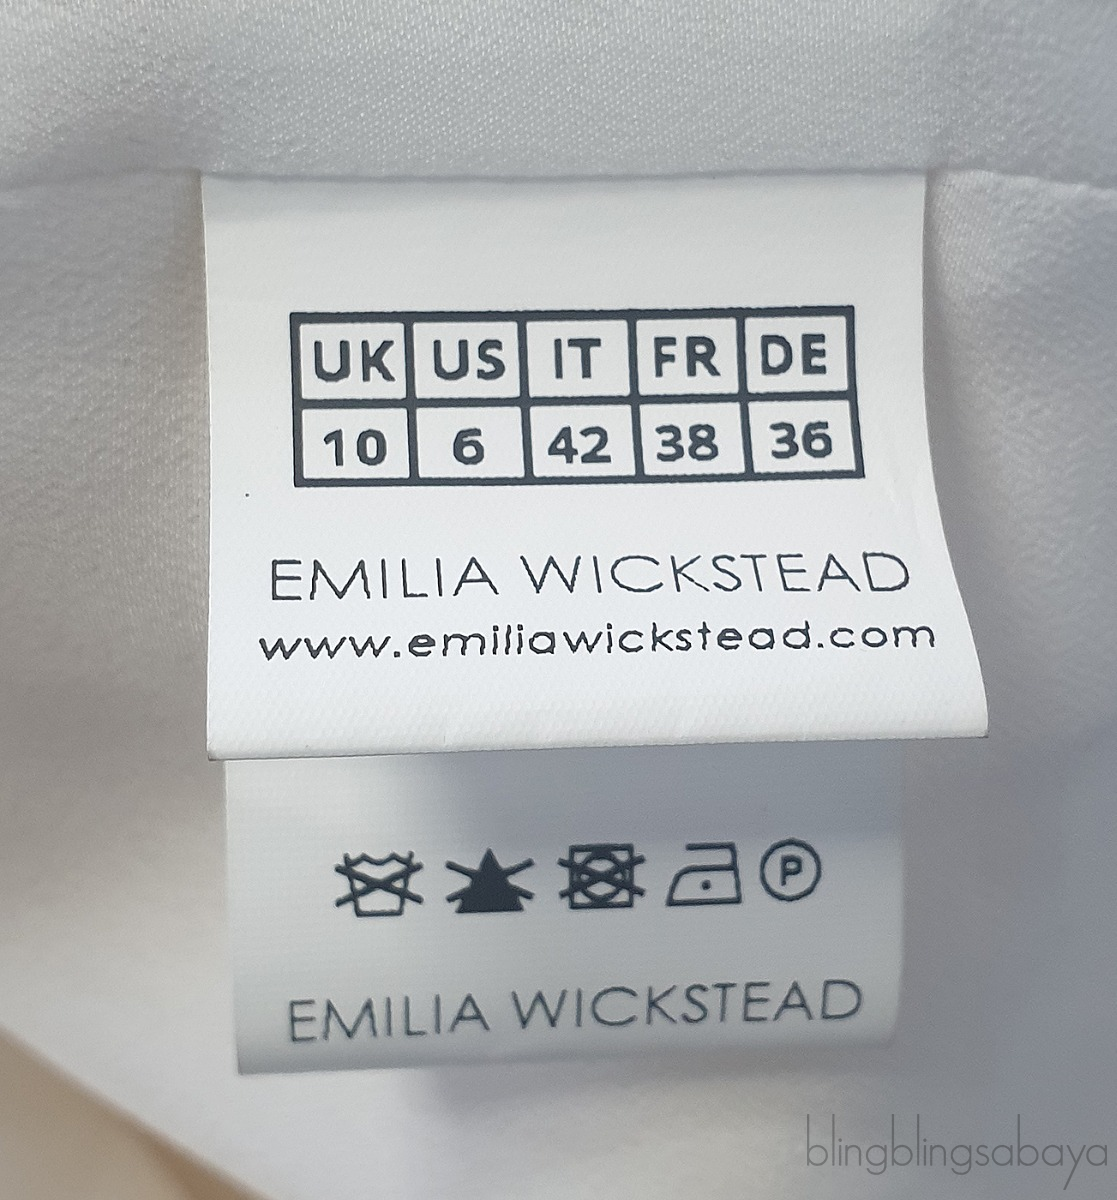 UK US IT FR DE
10 6 42 38 36
EMILIA WICKSTEAD
www.emiliawickstead.com
P
EMILIA WICKSTEAD
blingblingsabaya